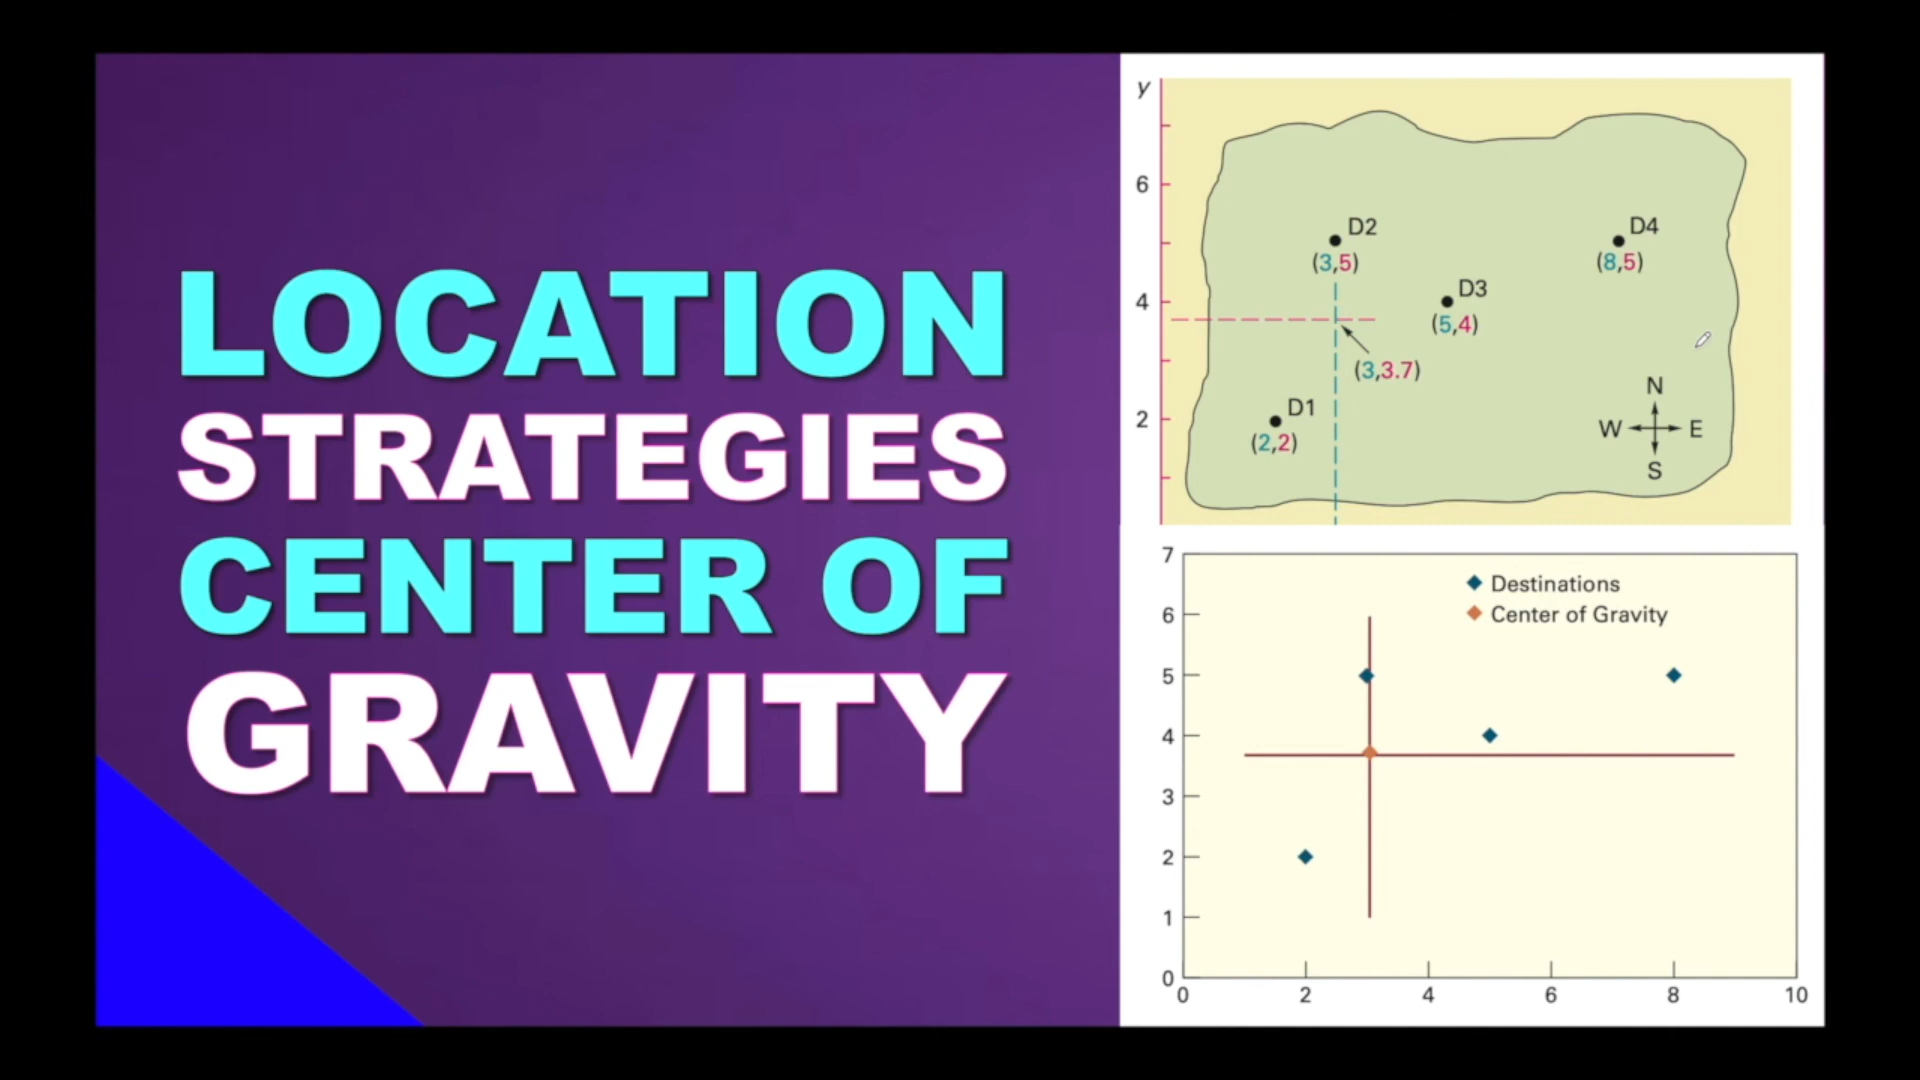 LOCATION
STRATEGIES
CENTER OF
GRAVITY
y
6
4
2
D2
(3,5)
D4
(8,5)
D3
(5,4)
(3,3.7)
D1
(2,2)
N
W E
S
7
6
5
4
3
2
1
0
Destinations
Center of Gravity
0 2 4 6 8 10